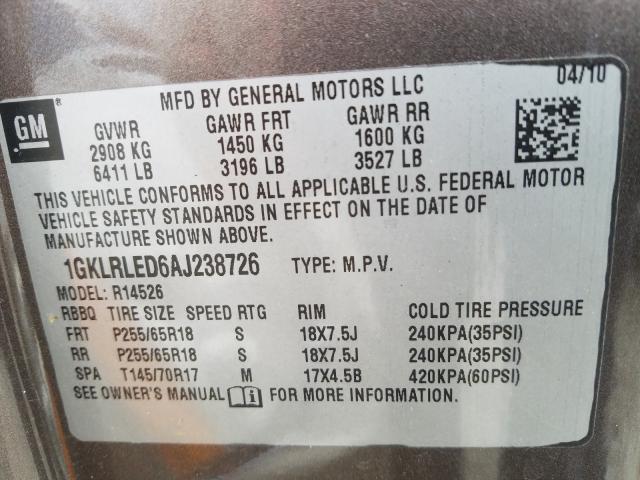 04/10
MFD BY GENERAL MOTORS LLC
GM®
GVWR GAWR FRT GAWR RR
2908 KG 1450 KG 1600 KG
6411 LB 3196 LB 3527 LB
THIS VEHICLE CONFORMS TO ALL APPLICABLE U.S. FEDERAL MOTOR
VEHICLE SAFETY STANDARDS IN EFFECT ON THE DATE OF
MANUFACTURE SHOWN ABOVE.
1GKLRLED6AJ238726 TYPE: M.P.V.
MODEL: R14526
RBBQ TIRE SIZE SPEED RTG RIM COLD TIRE PRESSURE
FRT P255/65R18 S 18X7.5J 240KPA(35PSI)
RR P255/65R18 S 18X7.5J 240KPA(35PSI)
SPA T145/70R17 M 17X4.5B 420KPA(60PSI)
SEE OWNER'S MANUAL FOR MORE INFORMATION.